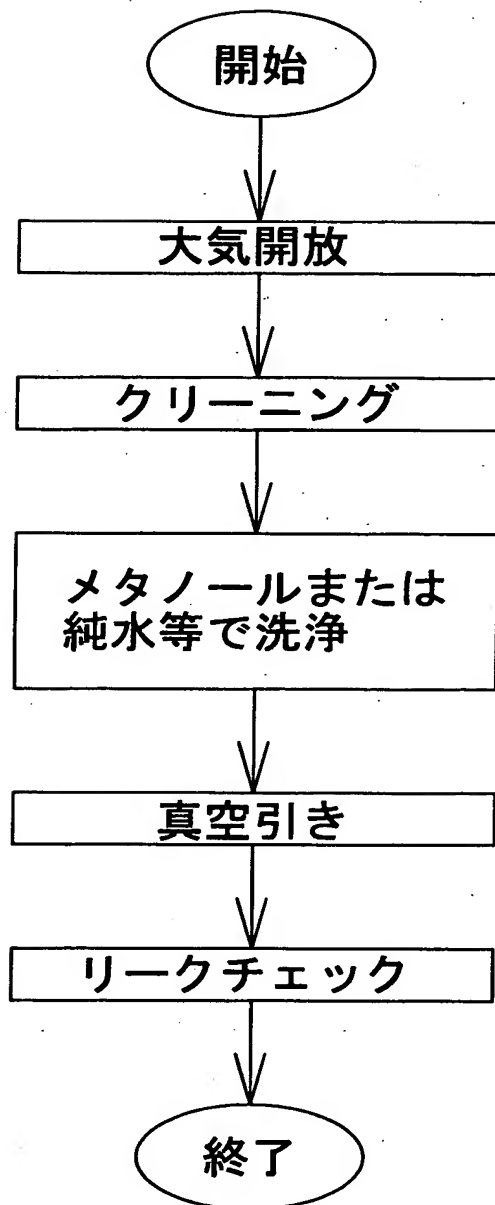 開始
大気開放
クリーニング
メタノールまたは
純水等で洗浄
真空引き
リークチェック
終了